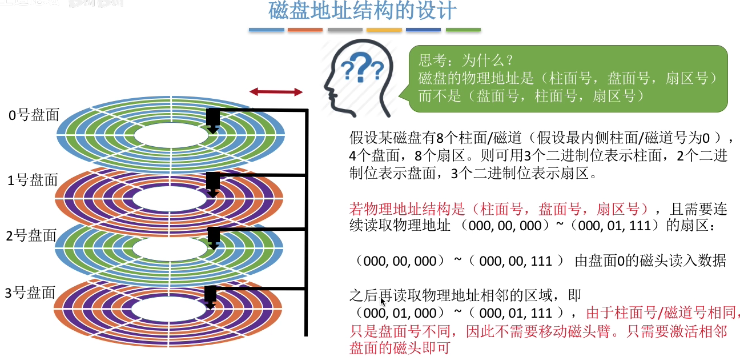 磁盘地址结构的设计
思考：为什么？
磁盘的物理地址是（柱面号，盘面号，扇区号）
而不是（盘面号，柱面号，扇区号）
???
0号盘面
1号盘面
2号盘面
3号盘面
假设某磁盘有8个柱面/磁道（假设最内侧柱面/磁道号为0），
4个盘面，8个扇区。则可用3个二进制位表示柱面，2个二进
制位表示盘面，3个二进制位表示扇区。
若物理地址结构是（柱面号，盘面号，扇区号），且需要连
续读取物理地址（000, 00, 000）~（000, 01, 111）的扇区：
（000, 00, 000）~（000, 00, 111）由盘面0的磁头读入数据
之后再读取物理地址相邻的区域，即
（000, 01, 000）~（000, 01, 111），由于柱面号/磁道号相同，
只是盘面号不同，因此不需要移动磁头臂。只需要激活相邻
盘面的磁头即可